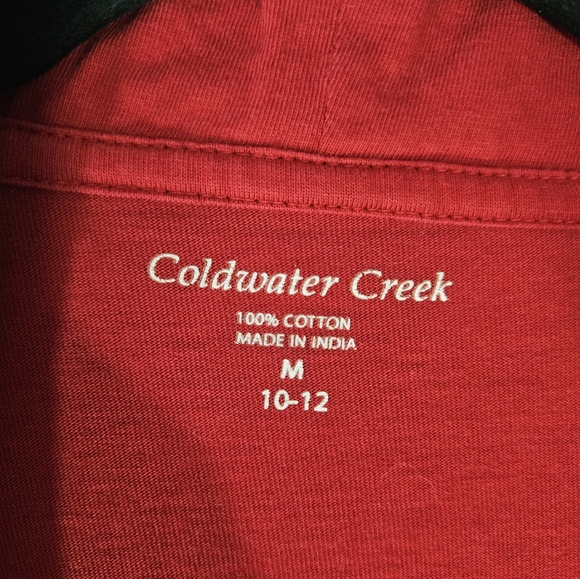 Coldwater Creek
100% COTTON
MADE IN INDIA
M
10-12